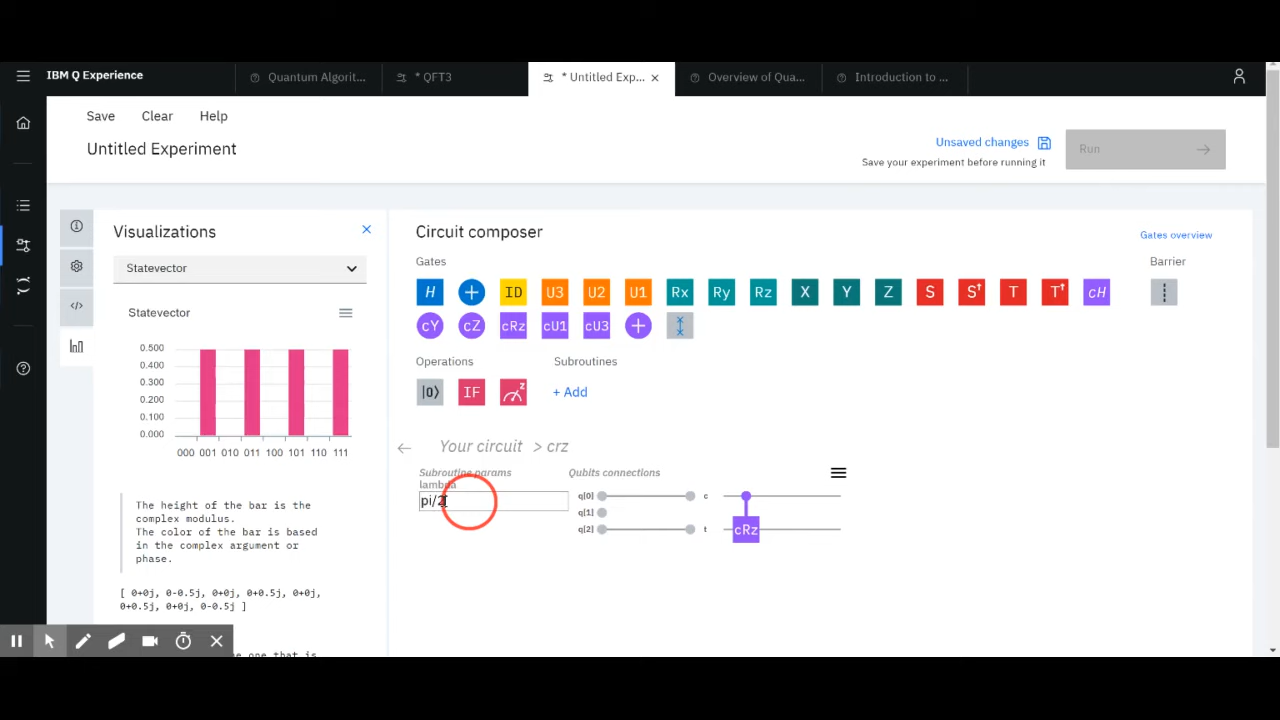 IBM Q Experience
Quantum Algorit...
* QFT3
* Untitled Exp...
Overview of Qua...
Introduction to ...
Save
Clear
Help
Untitled Experiment
Unsaved changes
Save your experiment before running it
Run
Visualizations
Statevector
Statevector
0.500
0.400
0.300
0.200
0.100
0.000
000 001 010 011 100 101 110 111
The height of the bar is the
complex modulus.
The color of the bar is based
in the complex argument or
phase.
[ 0+0j, 0-0.5j, 0+0j, 0+0.5j, 0+0j,
0+0.5j, 0+0j, 0-0.5j ]
one that is
Circuit composer
Gates overview
Gates
Barrier
H + ID U3 U2 U1 Rx Ry Rz X Y Z S S† T T† cH
cY cZ cRz cU1 cU3 +
Operations
Subroutines
|0⟩ IF z
+ Add
Your circuit > crz
Subroutine params
Qubits connections
lambda
pi/2
q[0] c
q[1]
q[2] t
cRz